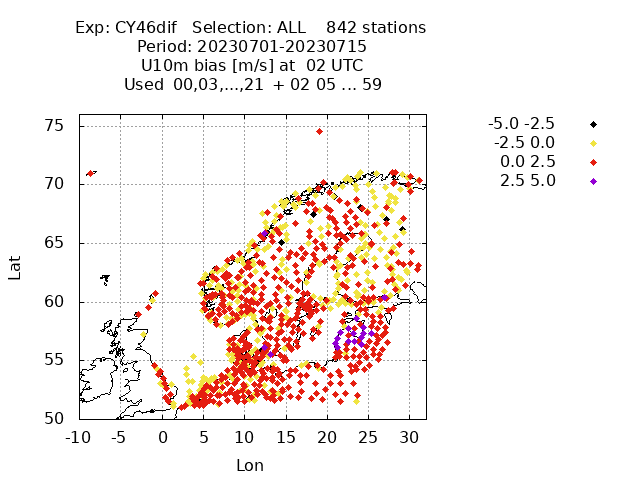 Exp: CY46dif   Selection: ALL    842 stations
Period: 20230701-20230715
U10m bias [m/s] at  02 UTC
Used  00,03,...,21  + 02 05 ... 59
-5.0 -2.5
-2.5 0.0
0.0 2.5
2.5 5.0
75
70
65
60
55
50
Lat
-10 -5 0 5 10 15 20 25 30
Lon